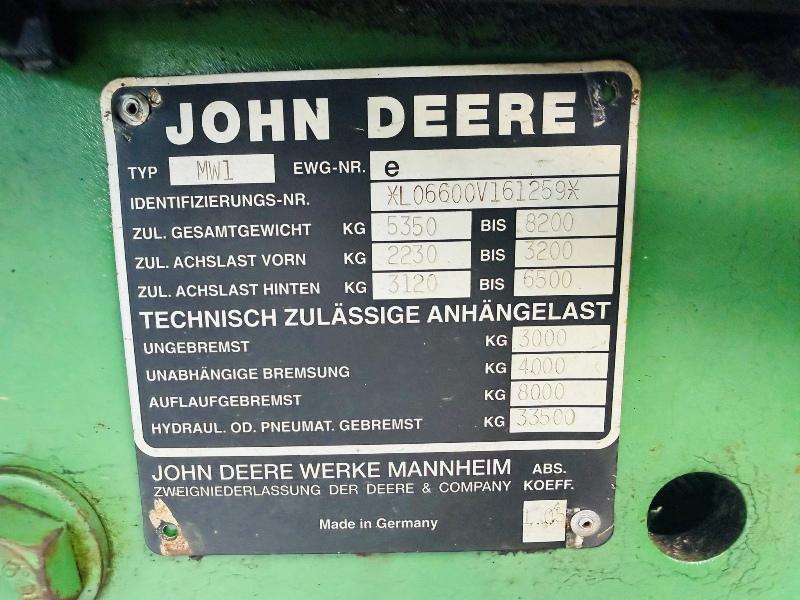 JOHN DEERE
TYP MW1 EWG-NR. e
IDENTIFIZIERUNGS-NR. *L06600V161259*
ZUL. GESAMTGEWICHT KG 5350 BIS 8200
ZUL. ACHSLAST VORN KG 2230 BIS 3200
ZUL. ACHSLAST HINTEN KG 3120 BIS 6500
TECHNISCH ZULÄSSIGE ANHÄNGELAST
UNGEBREMST KG 3000
UNABHÄNGIGE BREMSUNG KG 4000
AUFLAUFGEBREMST KG 8000
HYDRAUL. OD. PNEUMAT. GEBREMST KG 33500
JOHN DEERE WERKE MANNHEIM ABS.
ZWEIGNIEDERLASSUNG DER DEERE & COMPANY KOEFF.
Made in Germany